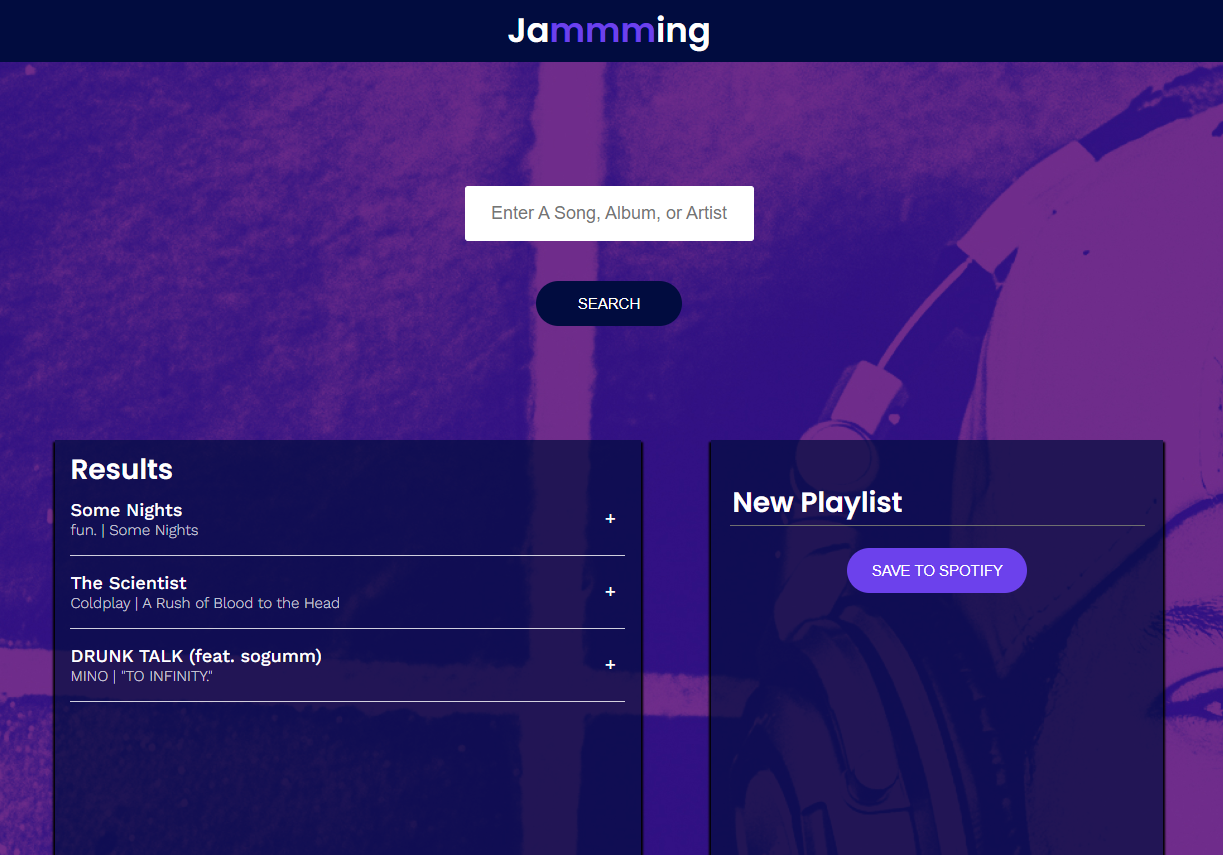 Jammming
Enter A Song, Album, or Artist
SEARCH
Results
Some Nights
fun. | Some Nights
+
The Scientist
Coldplay | A Rush of Blood to the Head
+
DRUNK TALK (feat. sogumm)
MINO | "TO INFINITY."
+
New Playlist
SAVE TO SPOTIFY